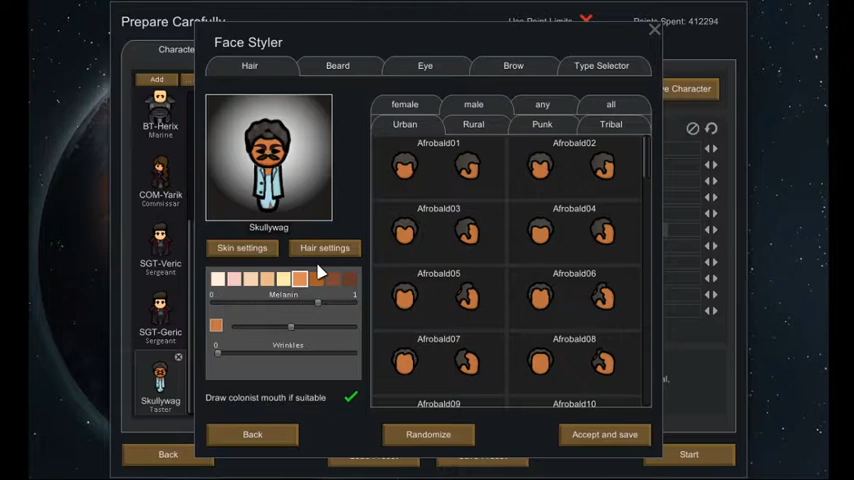 Prepare Carefully
Use Point Limits
Points Spent: 412294
Face Styler
Hair
Beard
Eye
Brow
Type Selector
Add
BT-Herix
Marine
COM-Yarik
Commissar
SGT-Veric
Sergeant
SGT-Geric
Sergeant
Skullywag
Taster
Skullywag
Skin settings
Hair settings
0 Melanin 1
0 Wrinkles
Draw colonist mouth if suitable
female
male
any
all
Urban
Rural
Punk
Tribal
Afrobald01
Afrobald02
Afrobald03
Afrobald04
Afrobald05
Afrobald06
Afrobald07
Afrobald08
Afrobald09
Afrobald10
Back
Randomize
Accept and save
Back
Start